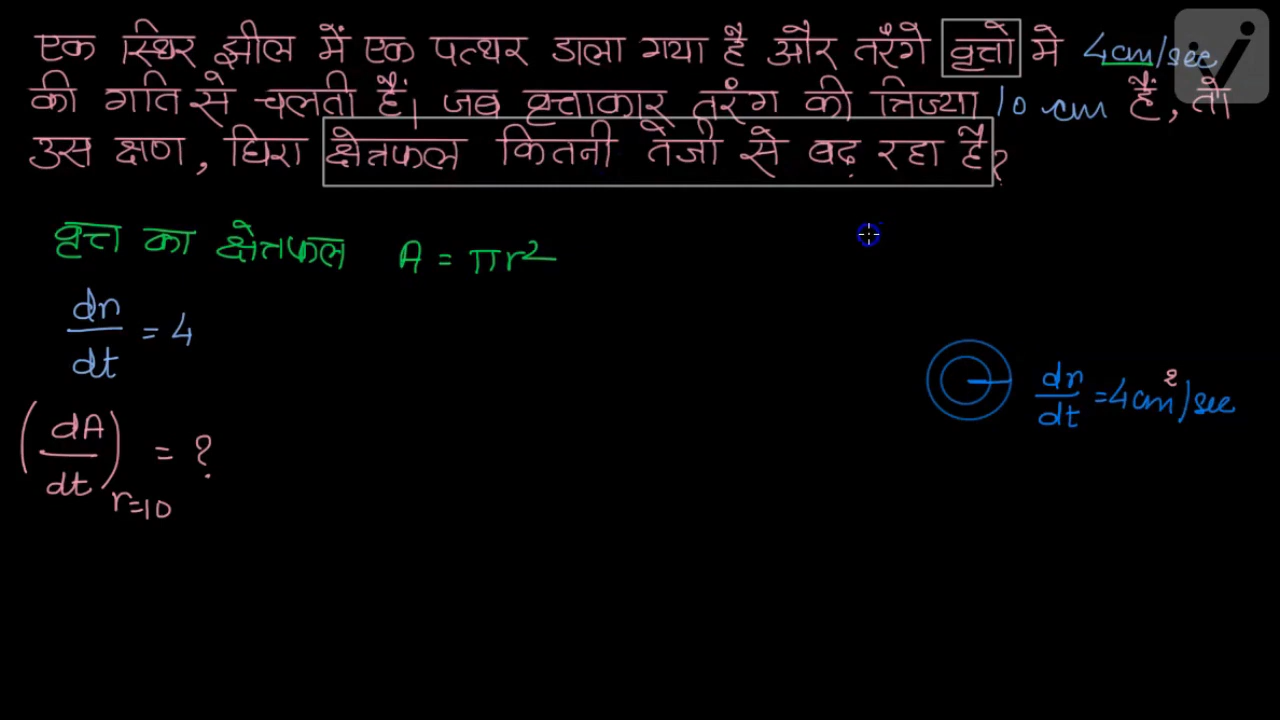 एक स्थिर झील में एक पत्थर डाला गया है और तरंगे वृत्तो मे 4cm/sec
की गति से चलती हैं। जब वृत्ताकार तरंग की त्रिज्या 10 cm हैं, तो
उस क्षण, घिरा क्षेत्रफल कितनी तेजी से बढ़ रहा है?
वृत्त का क्षेत्रफल A = πr²
dr/dt = 4
(dA/dt)r=10 = ?
dr/dt = 4cm²/sec